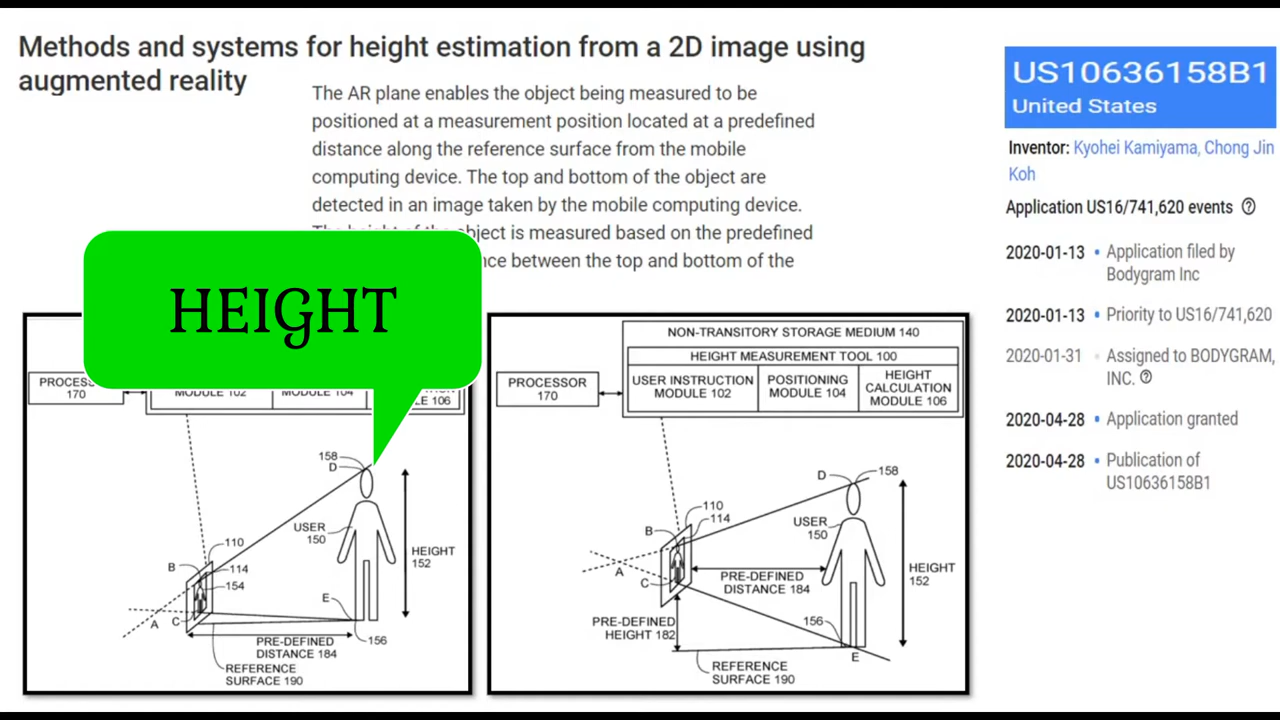 Methods and systems for height estimation from a 2D image using
augmented reality
The AR plane enables the object being measured to be
positioned at a measurement position located at a predefined
distance along the reference surface from the mobile
computing device. The top and bottom of the object are
detected in an image taken by the mobile computing device.
object is measured based on the predefined
between the top and bottom of the
US10636158B1
United States
Inventor: Kyohei Kamiyama, Chong Jin
Koh
Application US16/741,620 events
2020-01-13 • Application filed by
Bodygram Inc
2020-01-13 • Priority to US16/741,620
2020-01-31 • Assigned to BODYGRAM,
INC.
2020-04-28 • Application granted
2020-04-28 • Publication of
US10636158B1
HEIGHT
170
MODULE 102
MODULE 104
106
158
D
USER
150
HEIGHT
152
110
B
114
154
E
A
C
156
PRE-DEFINED
DISTANCE 184
REFERENCE
SURFACE 190
NON-TRANSITORY STORAGE MEDIUM 140
HEIGHT MEASUREMENT TOOL 100
PROCESSOR
170
USER INSTRUCTION
MODULE 102
POSITIONING
MODULE 104
HEIGHT
CALCULATION
MODULE 106
D
158
110
114
B
USER
150
A
C
PRE-DEFINED
DISTANCE 184
HEIGHT
152
PRE-DEFINED
HEIGHT 182
156
E
REFERENCE
SURFACE 190